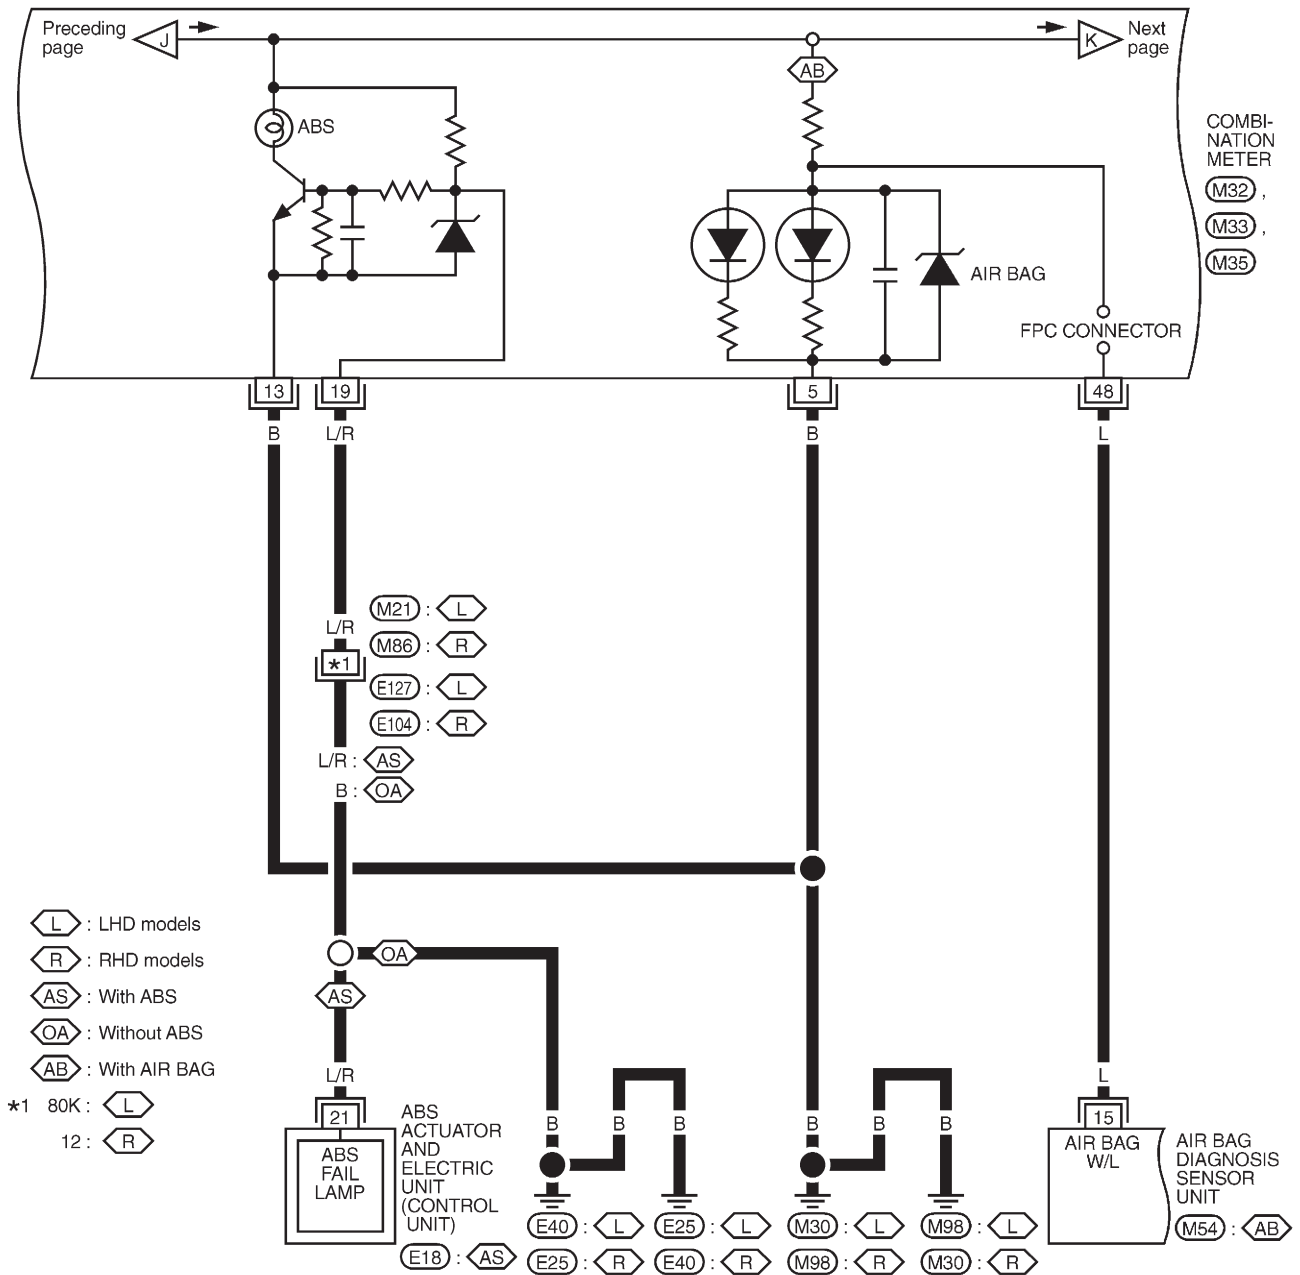 Preceding
page
J
Next
page
K
AB
ABS
COMBI-
NATION
METER
M32 ,
M33 ,
M35
AIR BAG
FPC CONNECTOR
13
19
5
48
B
L/R
B
L
M21 : L
L/R
M86 : R
*1
E127 : L
E104 : R
L/R : AS
B : OA
L : LHD models
R : RHD models
AS : With ABS
OA : Without ABS
AB : With AIR BAG
*1 80K : L
12 : R
OA
AS
L/R
L
21
15
B
B
B
B
B
B
ABS
FAIL
LAMP
ABS
ACTUATOR
AND
ELECTRIC
UNIT
(CONTROL
UNIT)
E18 : AS
AIR BAG
W/L
AIR BAG
DIAGNOSIS
SENSOR
UNIT
M54 : AB
E40 : L
E25 : L
M30 : L
M98 : L
E25 : R
E40 : R
M98 : R
M30 : R